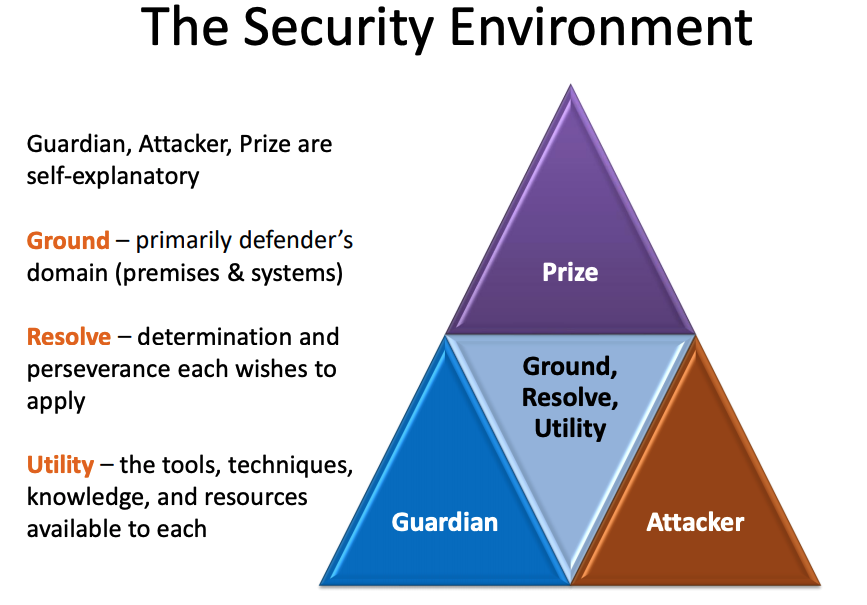 The Security Environment
Guardian, Attacker, Prize are
self-explanatory
Ground – primarily defender’s
domain (premises & systems)
Resolve – determination and
perseverance each wishes to
apply
Utility – the tools, techniques,
knowledge, and resources
available to each
Prize
Ground,
Resolve,
Utility
Guardian
Attacker